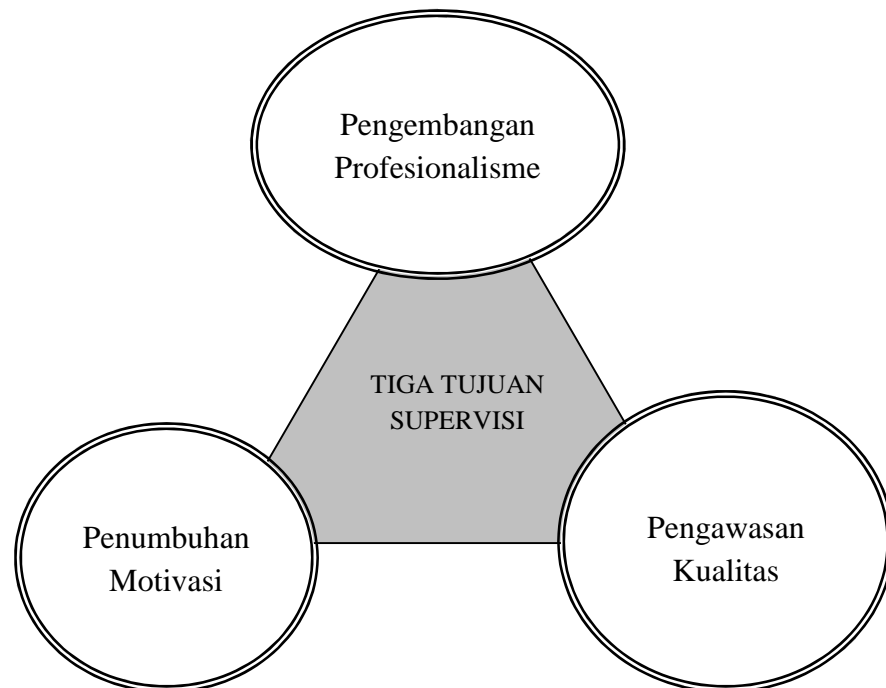 Pengembangan
Profesionalisme
TIGA TUJUAN
SUPERVISI
Penumbuhan
Motivasi
Pengawasan
Kualitas